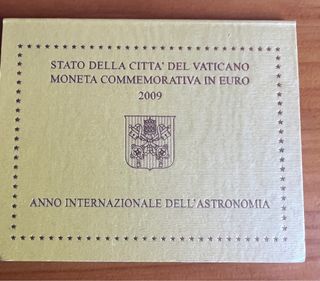 STATO DELLA CITTA' DEL VATICANO
MONETA COMMEMORATIVA IN EURO
2009
ANNO INTERNAZIONALE DELL'ASTRONOMIA